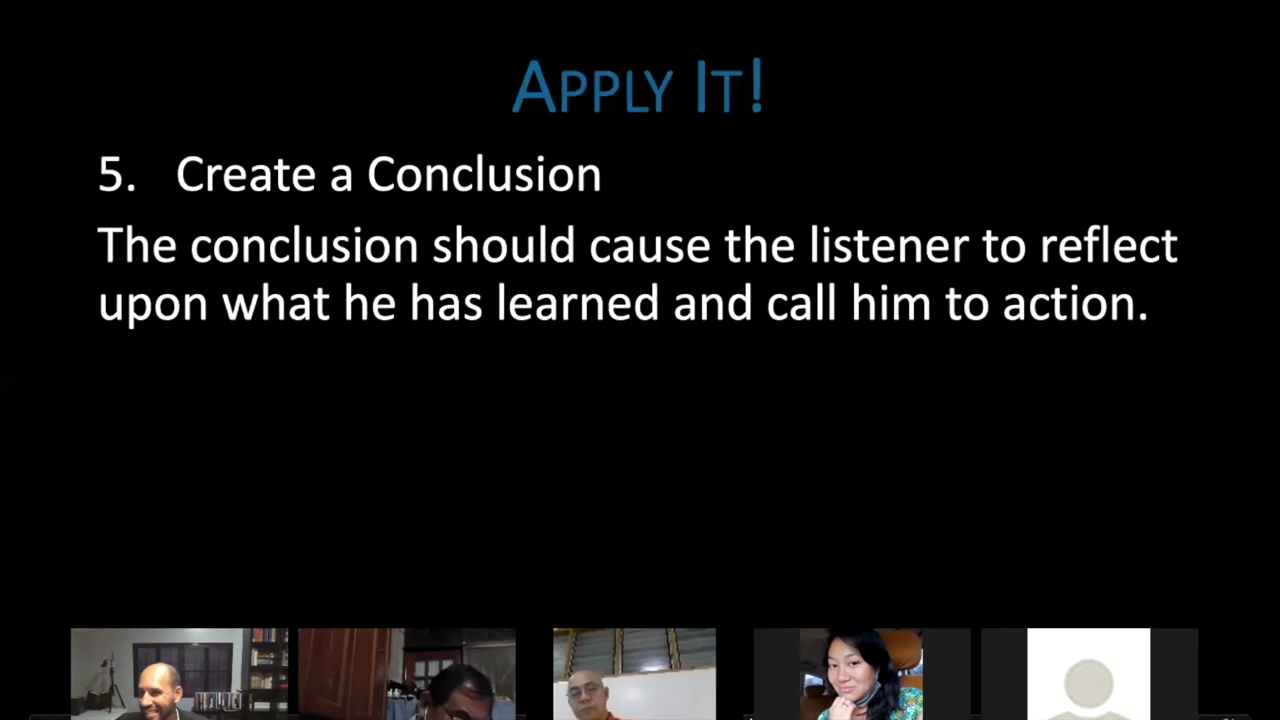 APPLY IT!
5. Create a Conclusion
The conclusion should cause the listener to reflect
upon what he has learned and call him to action.